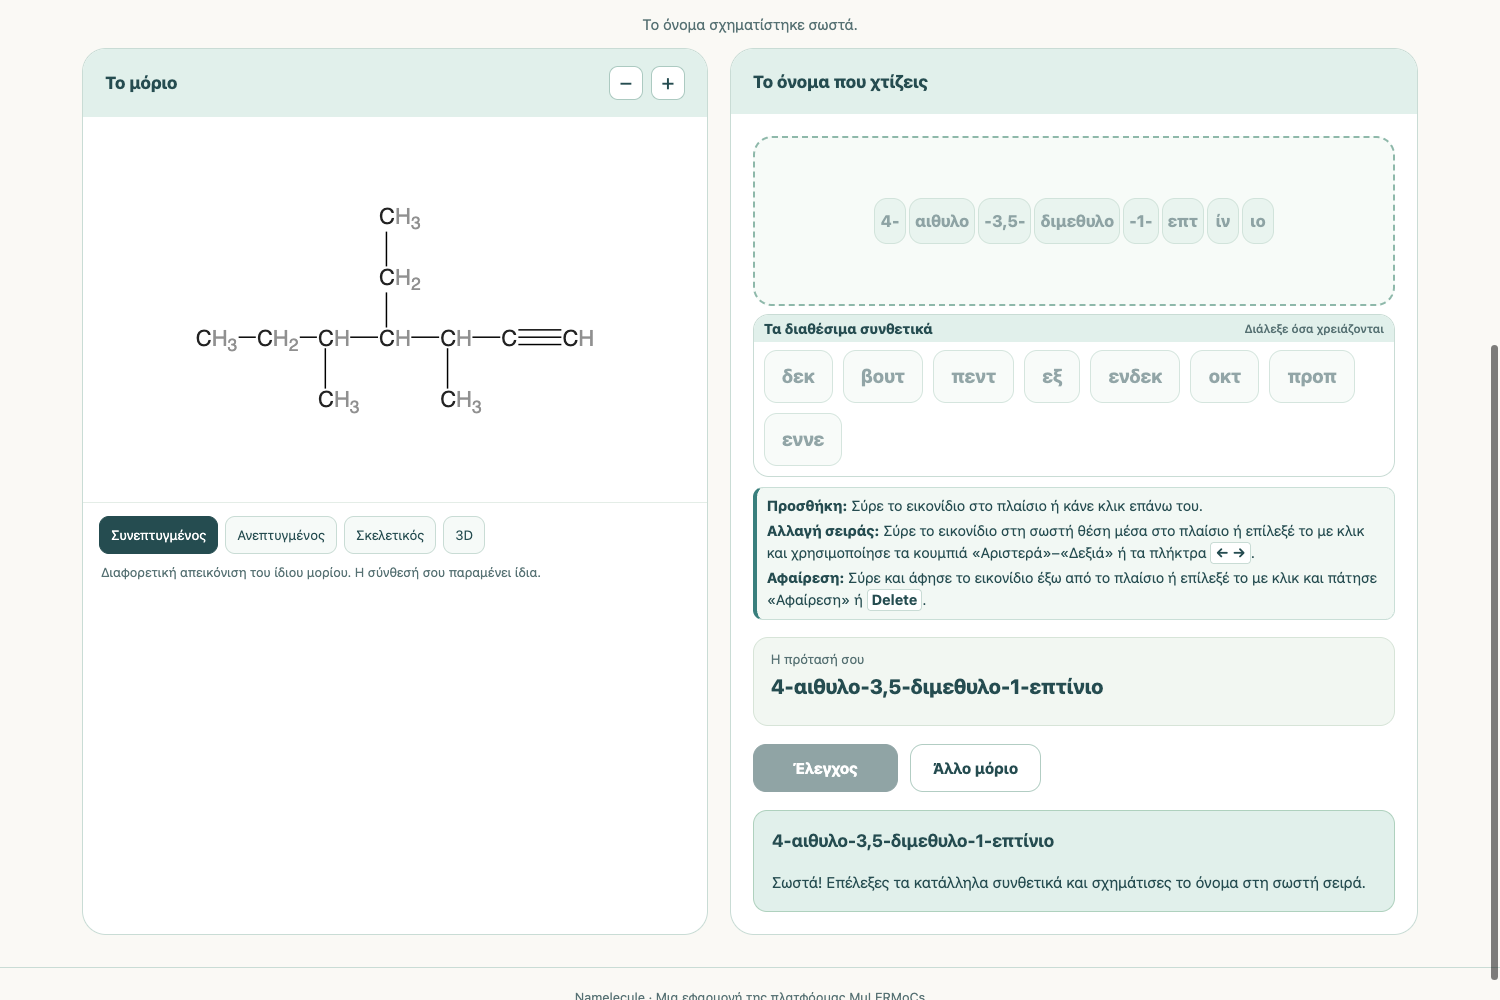 Το όνομα σχηματίστηκε σωστά.
Το μόριο
− +
CH3
CH2
CH3 CH2 CH CH CH C CH
CH3 CH3
Συνεπτυγμένος Ανεπτυγμένος Σκελετικός 3D
Διαφορετική απεικόνιση του ίδιου μορίου. Η σύνθεσή σου παραμένει ίδια.
Το όνομα που χτίζεις
4- αιθυλο -3,5- διμεθυλο -1- επτ ίν ιο
Τα διαθέσιμα συνθετικά Διάλεξε όσα χρειάζονται
δεκ βουτ πεντ εξ ενδεκ οκτ προπ
εννε
Προσθήκη: Σύρε το εικονίδιο στο πλαίσιο ή κάνε κλικ επάνω του.
Αλλαγή σειράς: Σύρε το εικονίδιο στη σωστή θέση μέσα στο πλαίσιο ή επίλεξέ το με κλικ
και χρησιμοποίησε τα κουμπιά «Αριστερά»–«Δεξιά» ή τα πλήκτρα ← → .
Αφαίρεση: Σύρε και άφησε το εικονίδιο έξω από το πλαίσιο ή επίλεξέ το με κλικ και πάτησε
«Αφαίρεση» ή Delete .
Η πρότασή σου
4-αιθυλο-3,5-διμεθυλο-1-επτίνιο
Έλεγχος Άλλο μόριο
4-αιθυλο-3,5-διμεθυλο-1-επτίνιο
Σωστά! Επέλεξες τα κατάλληλα συνθετικά και σχημάτισες το όνομα στη σωστή σειρά.
Namelecule · Μια εφαρμογή της πλατφόρμας MuLERMoCs